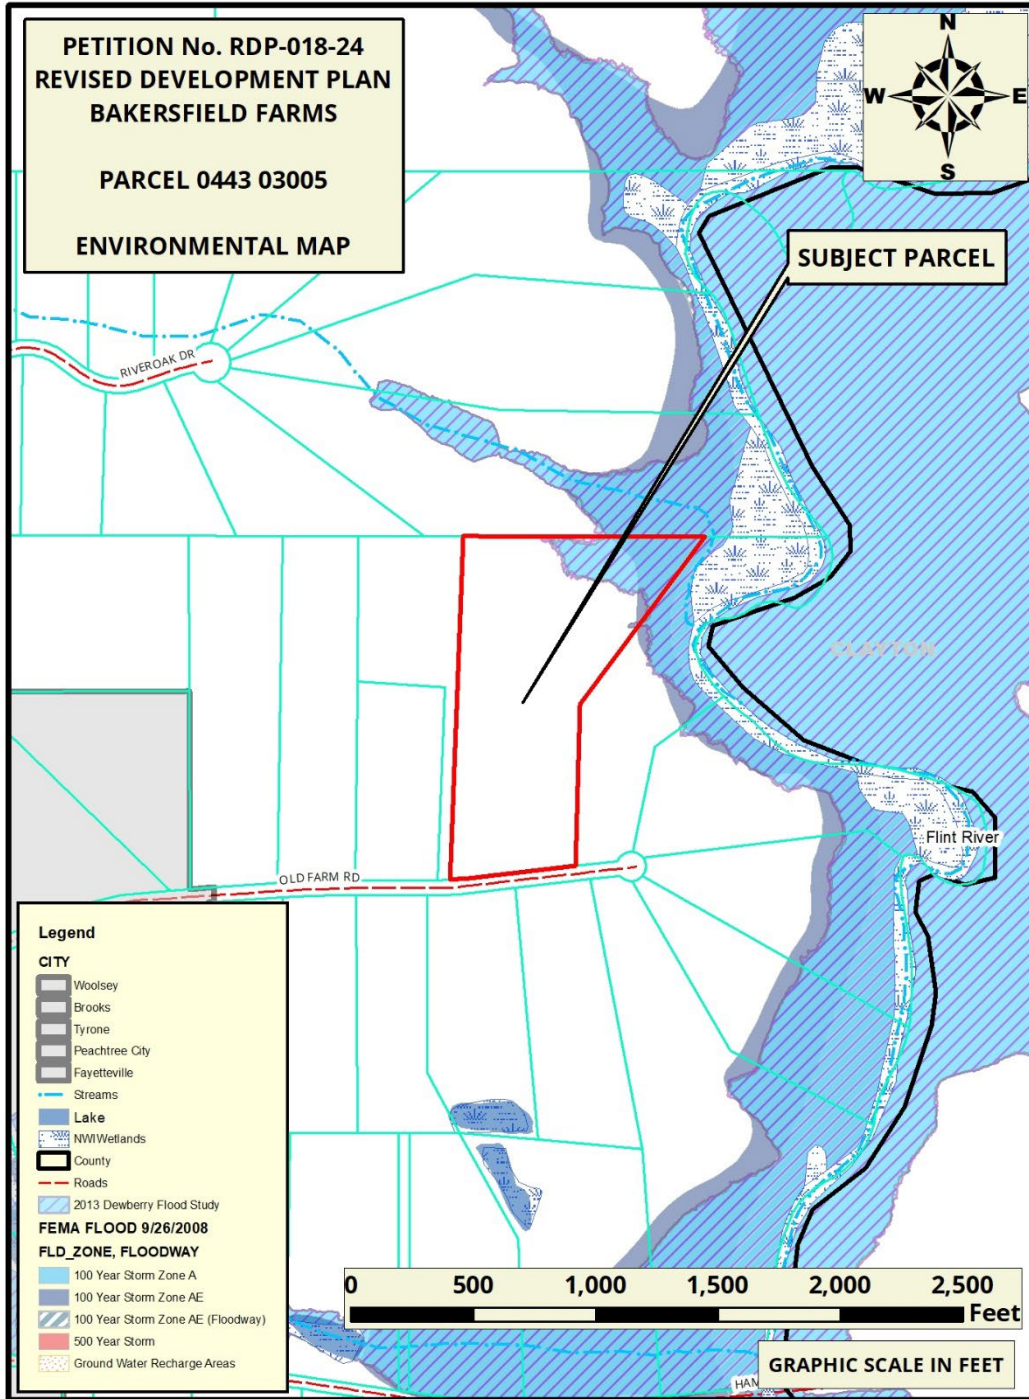 PETITION No. RDP-018-24
REVISED DEVELOPMENT PLAN
BAKERSFIELD FARMS
PARCEL 0443 03005
ENVIRONMENTAL MAP
N
W
E
S
SUBJECT PARCEL
RIVEROAK DR
CLAYTON
Flint River
OLD FARM RD
Legend
CITY
Woolsey
Brooks
Tyrone
Peachtree City
Fayetteville
Streams
Lake
NWI Wetlands
County
Roads
2013 Dewberry Flood Study
FEMA FLOOD 9/26/2008
FLD_ZONE, FLOODWAY
100 Year Storm Zone A
100 Year Storm Zone AE
100 Year Storm Zone AE (Floodway)
500 Year Storm
Ground Water Recharge Areas
0 500 1,000 1,500 2,000 2,500
Feet
GRAPHIC SCALE IN FEET